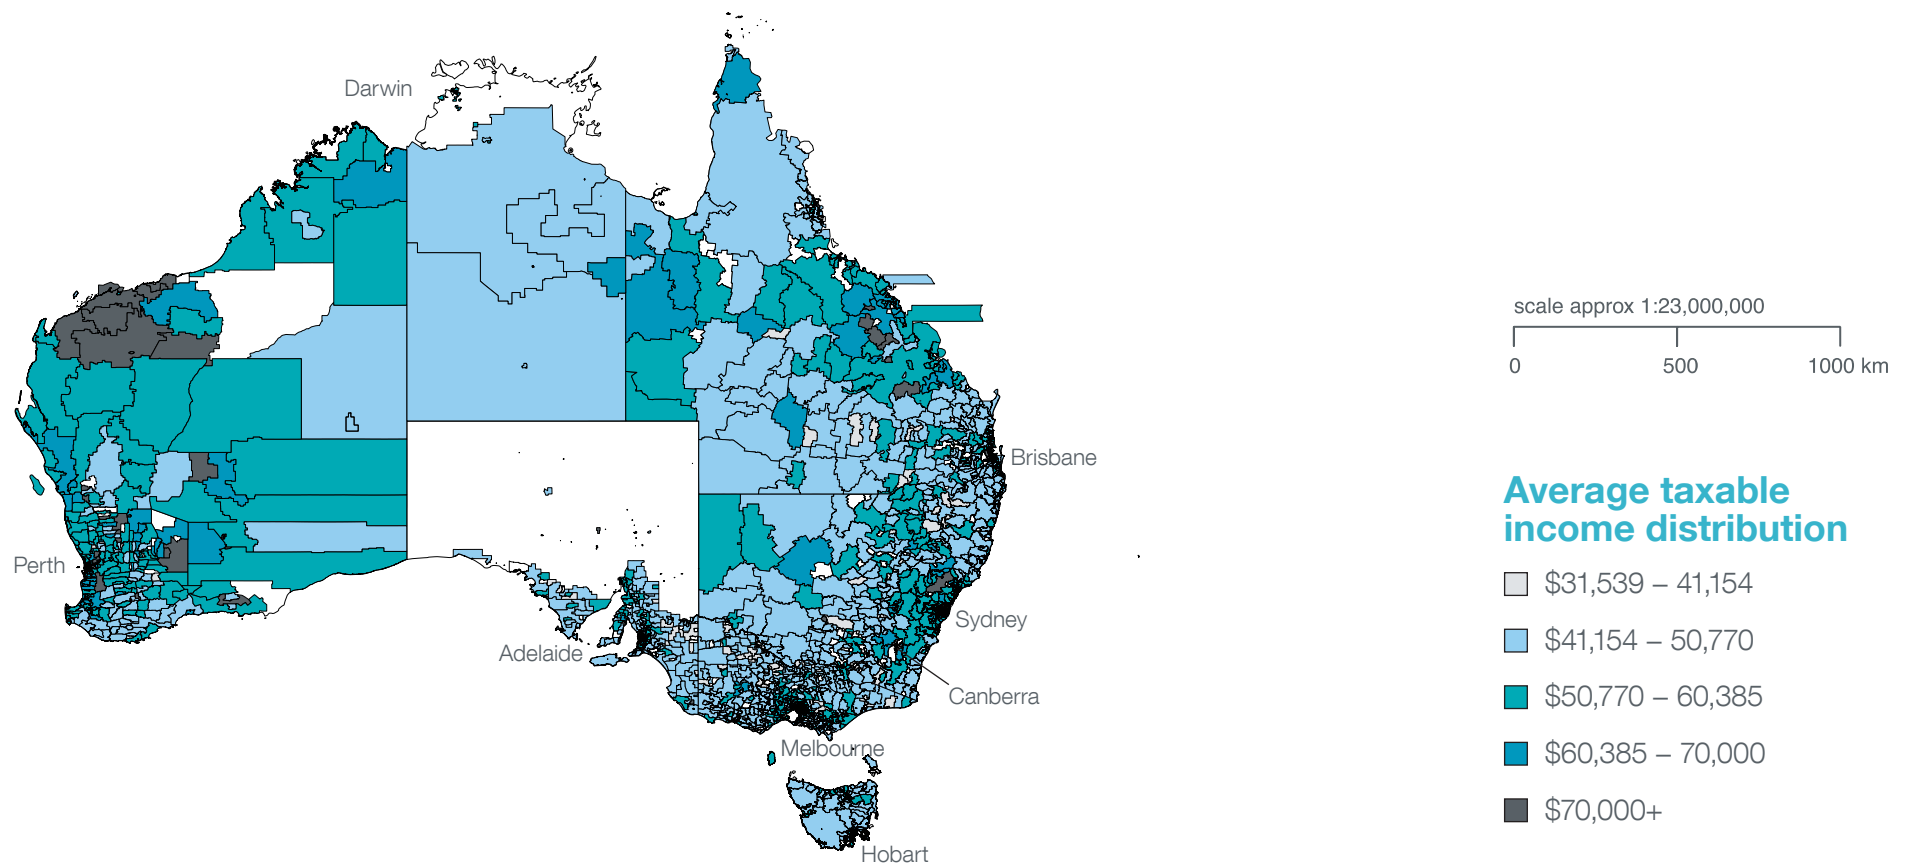 Darwin
Brisbane
Perth
Sydney
Adelaide
Canberra
Melbourne
Hobart
scale approx 1:23,000,000
0 500 1000 km
Average taxable
income distribution
$31,539 – 41,154
$41,154 – 50,770
$50,770 – 60,385
$60,385 – 70,000
$70,000+